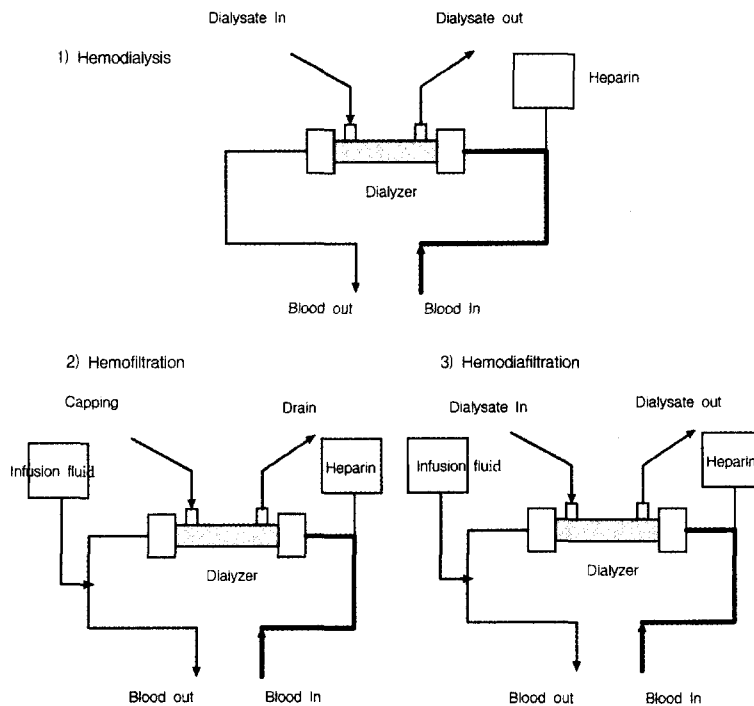 Dialysate In
Dialysate out
1) Hemodialysis
Heparin
Dialyzer
Blood out
Blood In
2) Hemofiltration
Capping
Drain
Infusion fluid
Heparin
Dialyzer
Blood out
Blood In
3) Hemodiafiltration
Dialysate In
Dialysate out
Infusion fluid
Heparin
Dialyzer
Blood out
Blood In